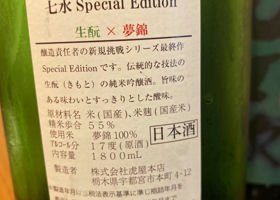 七水 Special Edition
生酛 × 夢錦
醸造責任者の新規挑戦シリーズ最終作
Special Editionです。伝統的な技法の
生酛（きもと）の純米吟醸酒。旨味の
ある味わいとすっきりとした酸味。
原材料名 米(国産)、米麹(国産米)
精米歩合 55%
使用米 夢錦100%
アルコール分 17度(原酒)
内容量 1800mL
日本酒
製造者 株式会社虎屋本店
栃木県宇都宮市本町4-12